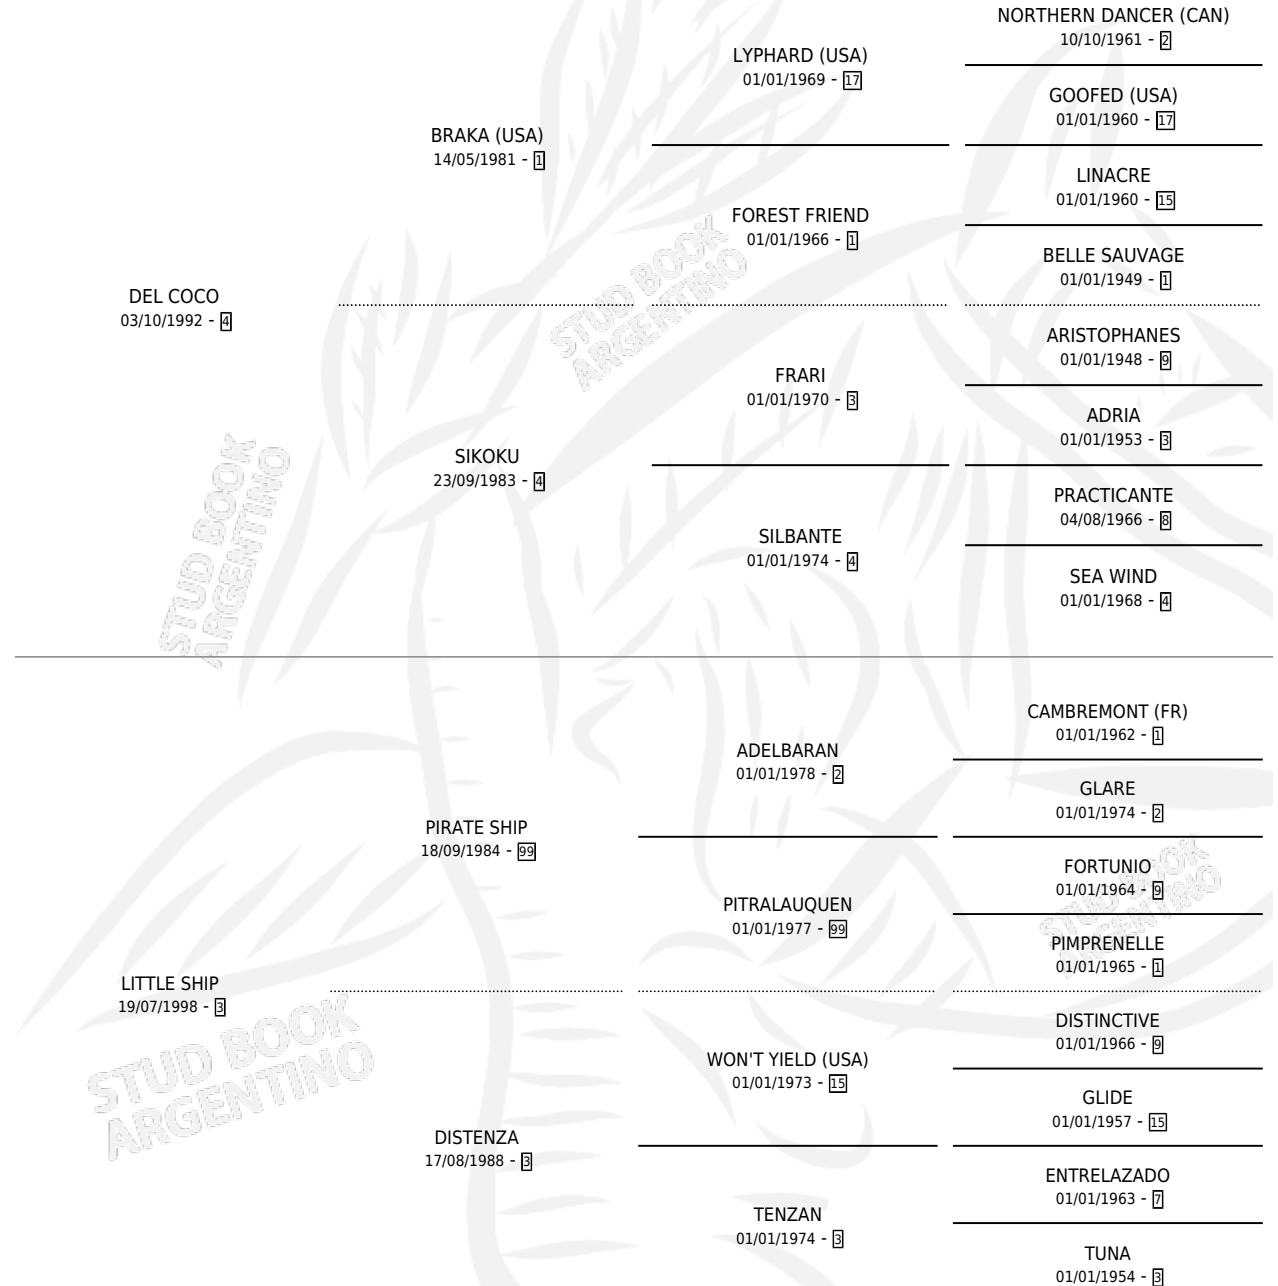 NORTHERN DANCER (CAN)
10/10/1961 - 2
LYPHARD (USA)
01/01/1969 - 17
GOOFED (USA)
01/01/1960 - 17
BRAKA (USA)
14/05/1981 - 1
LINACRE
01/01/1960 - 15
FOREST FRIEND
01/01/1966 - 1
BELLE SAUVAGE
01/01/1949 - 1
DEL COCO
03/10/1992 - 4
ARISTOPHANES
01/01/1948 - 9
FRARI
01/01/1970 - 3
ADRIA
01/01/1953 - 3
SIKOKU
23/09/1983 - 4
PRACTICANTE
04/08/1966 - 8
SILBANTE
01/01/1974 - 4
SEA WIND
01/01/1968 - 4
CAMBREMONT (FR)
01/01/1962 - 1
ADELBARAN
01/01/1978 - 2
GLARE
01/01/1974 - 2
PIRATE SHIP
18/09/1984 - 99
FORTUNIO
01/01/1964 - 9
PITRALAUQUEN
01/01/1977 - 99
PIMPRENELLE
01/01/1965 - 1
LITTLE SHIP
19/07/1998 - 3
DISTINCTIVE
01/01/1966 - 9
WON'T YIELD (USA)
01/01/1973 - 15
GLIDE
01/01/1957 - 15
DISTENZA
17/08/1988 - 3
ENTRELAZADO
01/01/1963 - 7
TENZAN
01/01/1974 - 3
TUNA
01/01/1954 - 3
STUD BOOK
ARGENTINO
STUD BOOK
ARGENTINO
STUD BOOK
ARGENTINO
STUD BOOK
ARGENTINO